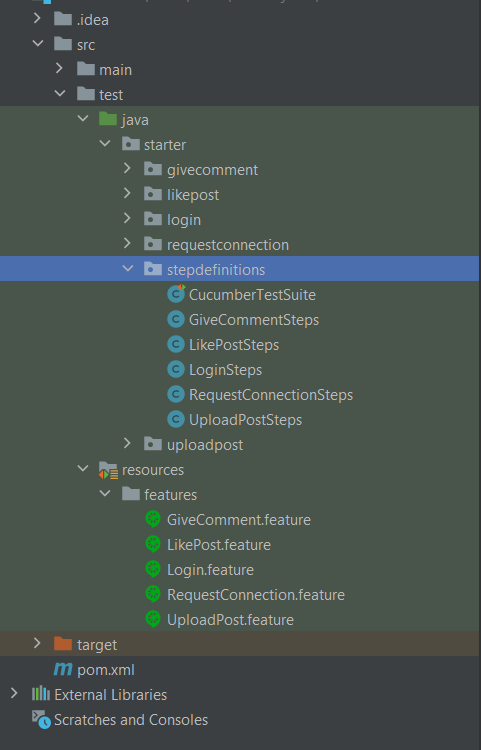 .idea
src
main
test
java
starter
givecomment
likepost
login
requestconnection
stepdefinitions
CucumberTestSuite
GiveCommentSteps
LikePostSteps
LoginSteps
RequestConnectionSteps
UploadPostSteps
uploadpost
resources
features
GiveComment.feature
LikePost.feature
Login.feature
RequestConnection.feature
UploadPost.feature
target
pom.xml
External Libraries
Scratches and Consoles